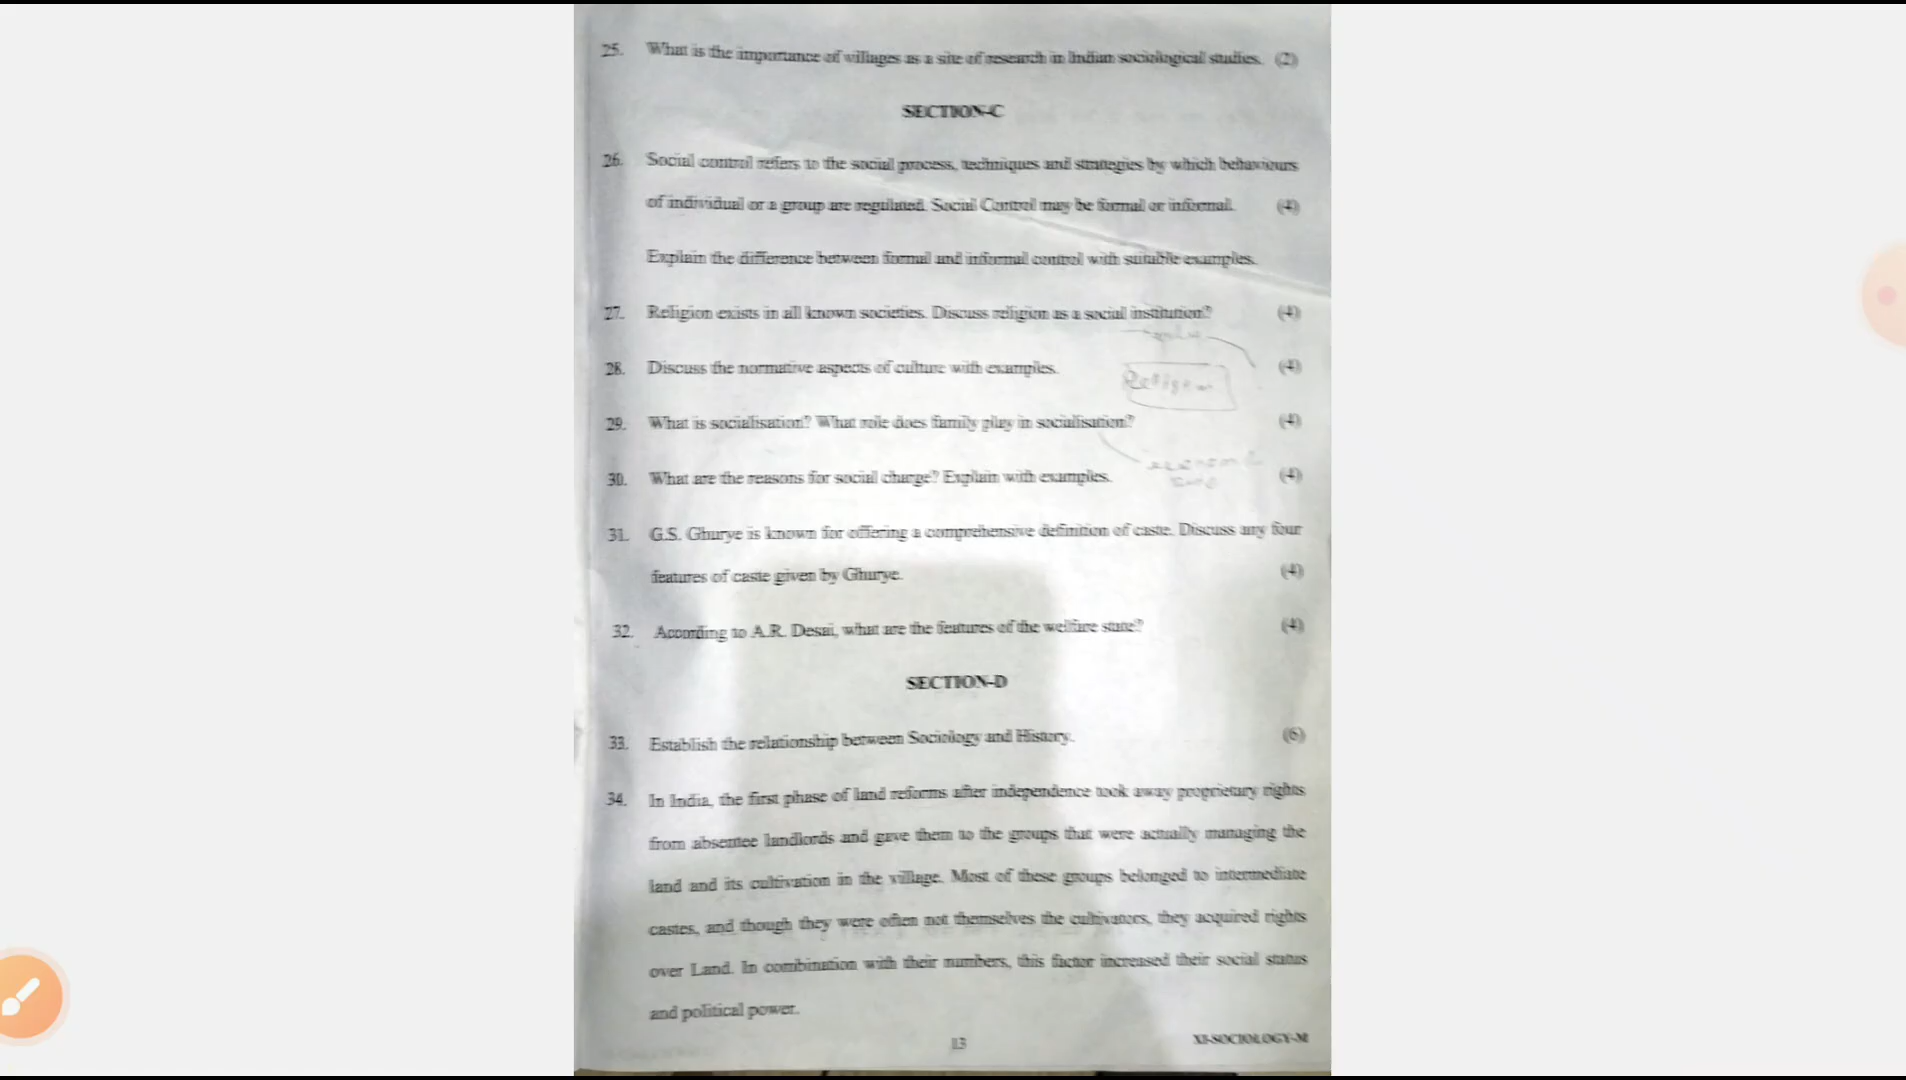 25. What is the importance of villages as a site of research in Indian sociological studies. (2)
SECTION-C
26. Social control refers to the social process, techniques and strategies by which behaviours
of individual or a group are regulated. Social Control may be formal or informal. (4)
Explain the difference between formal and informal control with suitable examples.
27. Religion exists in all known societies. Discuss religion as a social institution? (4)
28. Discuss the normative aspects of culture with examples. (4)
Religion
29. What is socialisation? What role does family play in socialisation? (4)
30. What are the reasons for social change? Explain with examples. (4)
31. G.S. Ghurye is known for offering a comprehensive definition of caste. Discuss any four
features of caste given by Ghurye. (4)
32. According to A.R. Desai, what are the features of the welfare state? (4)
SECTION-D
33. Establish the relationship between Sociology and History. (6)
34. In India, the first phase of land reforms after independence took away proprietary rights
from absentee landlords and gave them to the groups that were actually managing the
land and its cultivation in the village. Most of these groups belonged to intermediate
castes, and though they were often not themselves the cultivators, they acquired rights
over Land. In combination with their numbers, this factor increased their social status
and political power.
13 XI-SOCIOLOGY-M